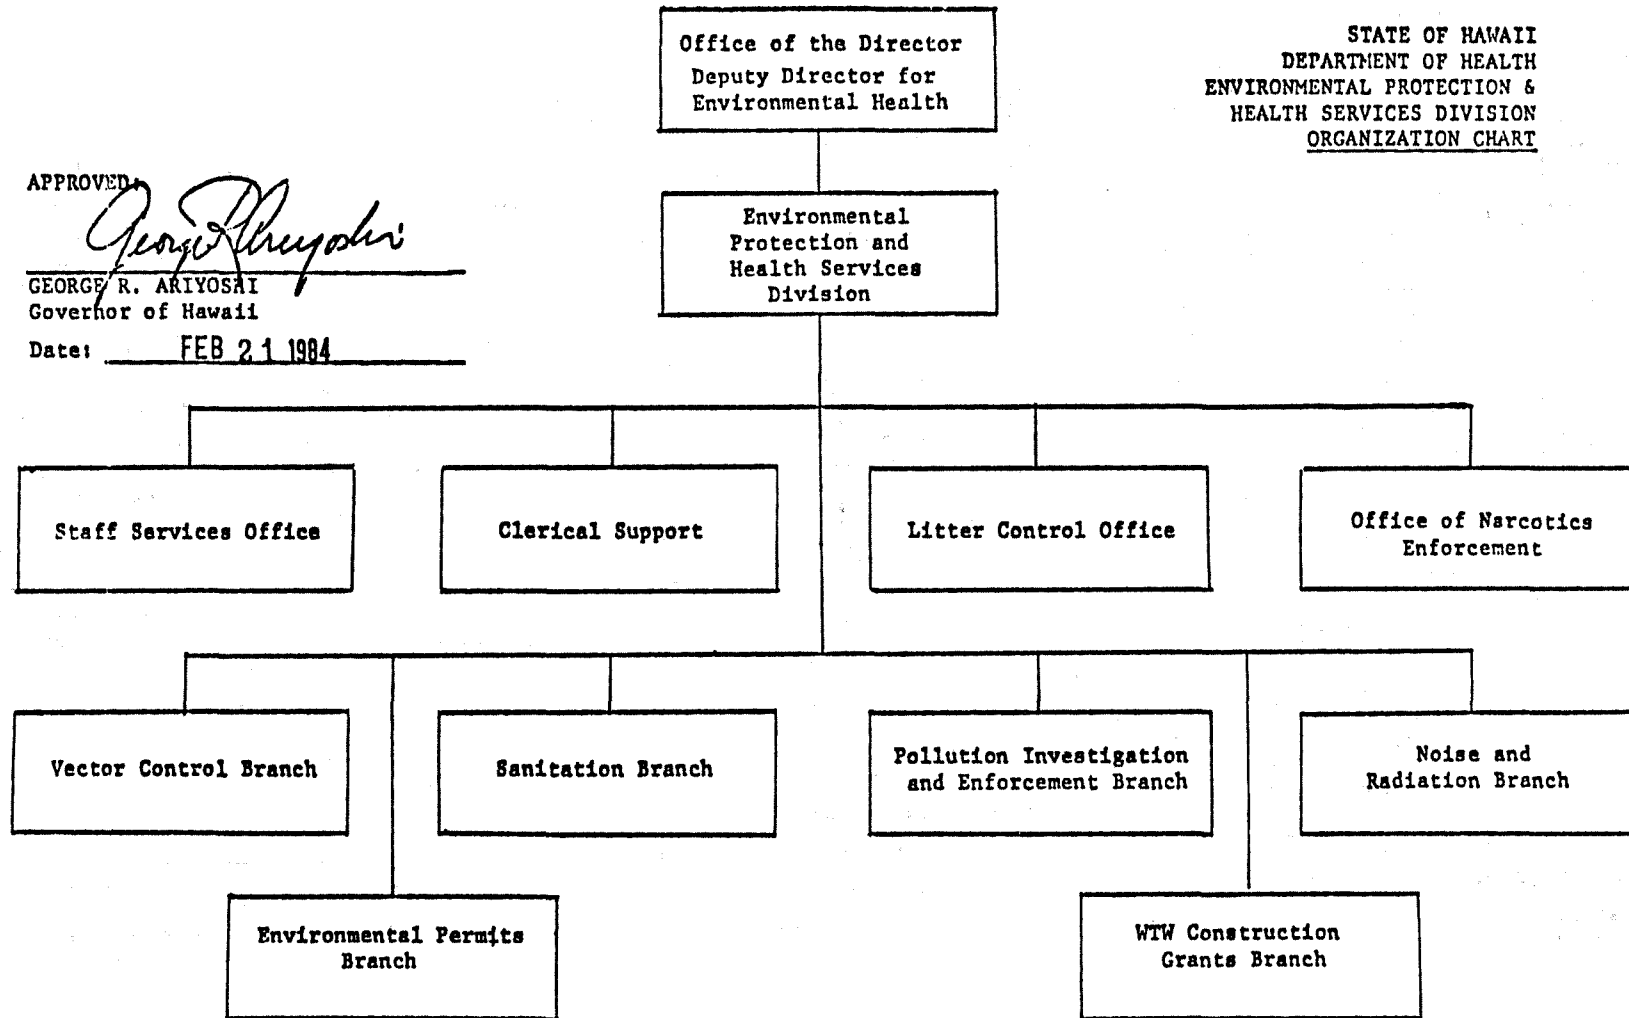 Office of the Director
Deputy Director for
Environmental Health
STATE OF HAWAII
DEPARTMENT OF HEALTH
ENVIRONMENTAL PROTECTION &
HEALTH SERVICES DIVISION
ORGANIZATION CHART
APPROVED:
George R. Ariyoshi
GEORGE R. ARIYOSHI
Governor of Hawaii
Date: FEB 21 1984
Environmental
Protection and
Health Services
Division
Staff Services Office
Clerical Support
Litter Control Office
Office of Narcotics
Enforcement
Vector Control Branch
Sanitation Branch
Pollution Investigation
and Enforcement Branch
Noise and
Radiation Branch
Environmental Permits
Branch
WTW Construction
Grants Branch